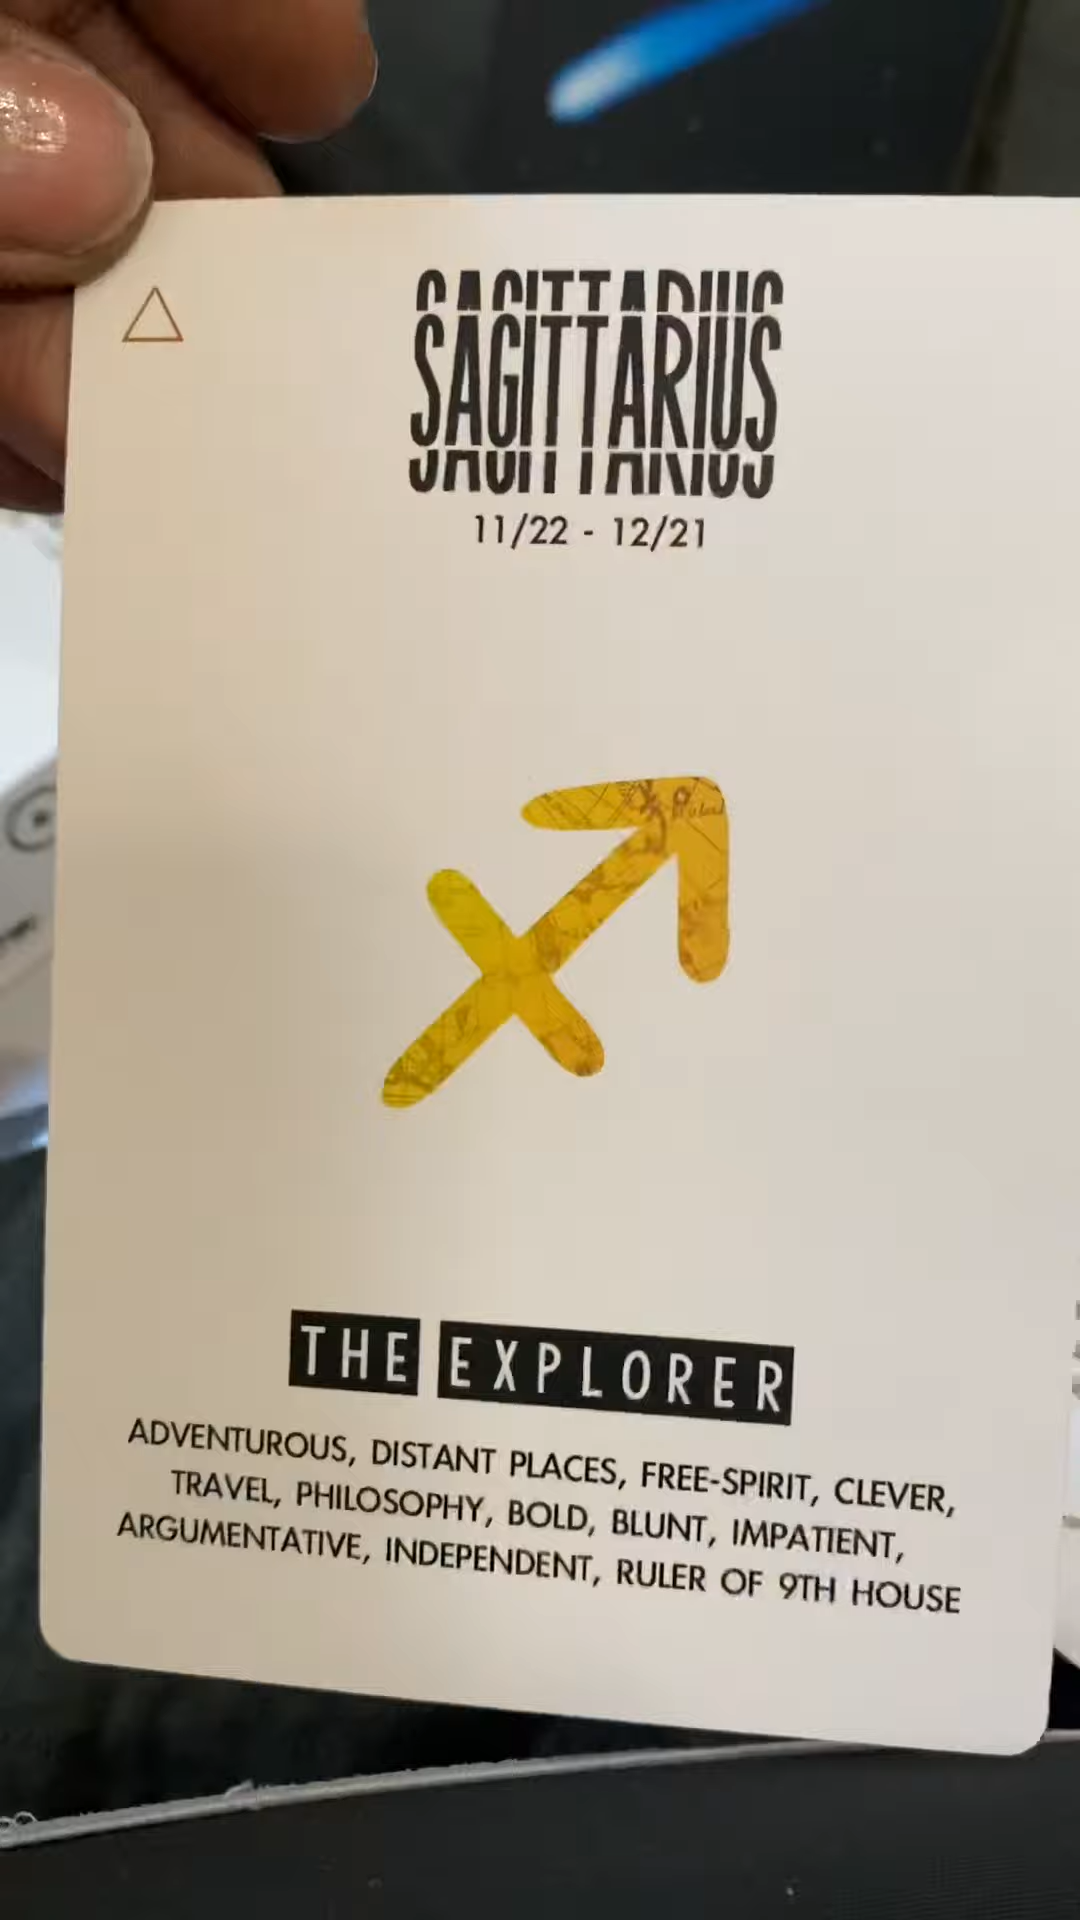 SAGITTARIUS
11/22 - 12/21
THE EXPLORER
ADVENTUROUS, DISTANT PLACES, FREE-SPIRIT, CLEVER,
TRAVEL, PHILOSOPHY, BOLD, BLUNT, IMPATIENT,
ARGUMENTATIVE, INDEPENDENT, RULER OF 9TH HOUSE